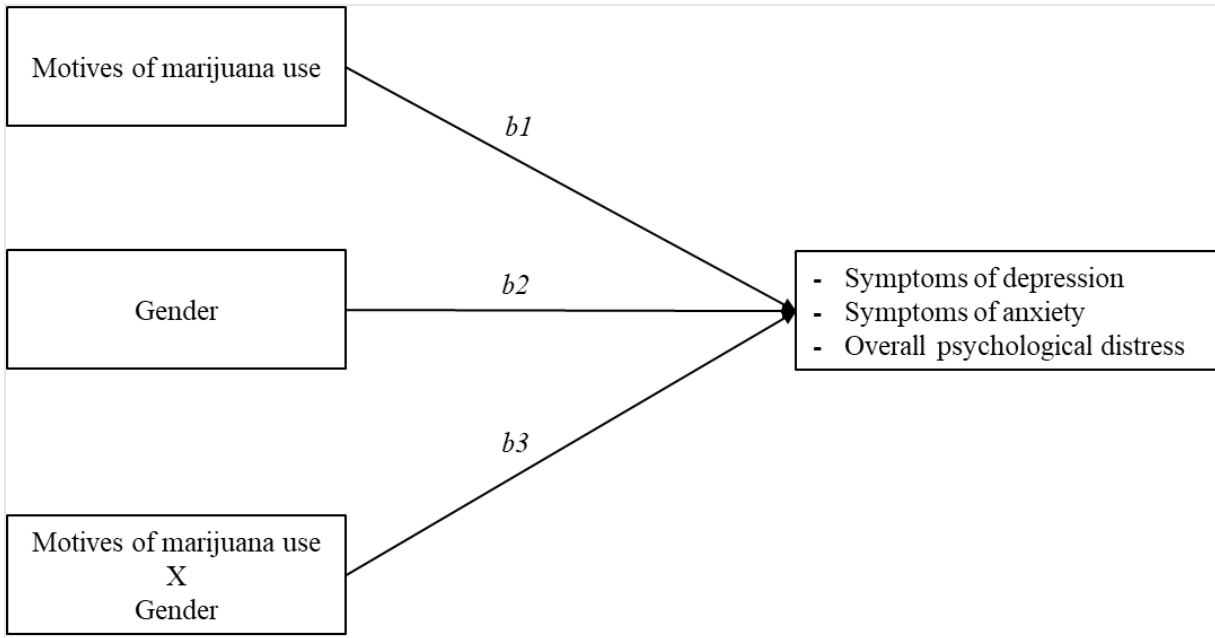 Motives of marijuana use
b1
Gender
b2
- Symptoms of depression
- Symptoms of anxiety
- Overall psychological distress
b3
Motives of marijuana use
X
Gender